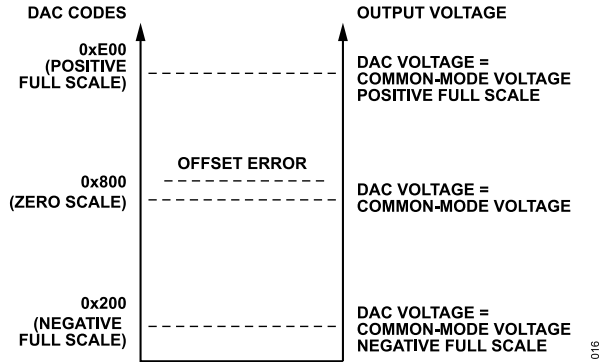 DAC CODES
OUTPUT VOLTAGE
0xE00
(POSITIVE
FULL SCALE)
DAC VOLTAGE =
COMMON-MODE VOLTAGE
POSITIVE FULL SCALE
OFFSET ERROR
0x800
(ZERO SCALE)
DAC VOLTAGE =
COMMON-MODE VOLTAGE
0x200
(NEGATIVE
FULL SCALE)
DAC VOLTAGE =
COMMON-MODE VOLTAGE
NEGATIVE FULL SCALE
016